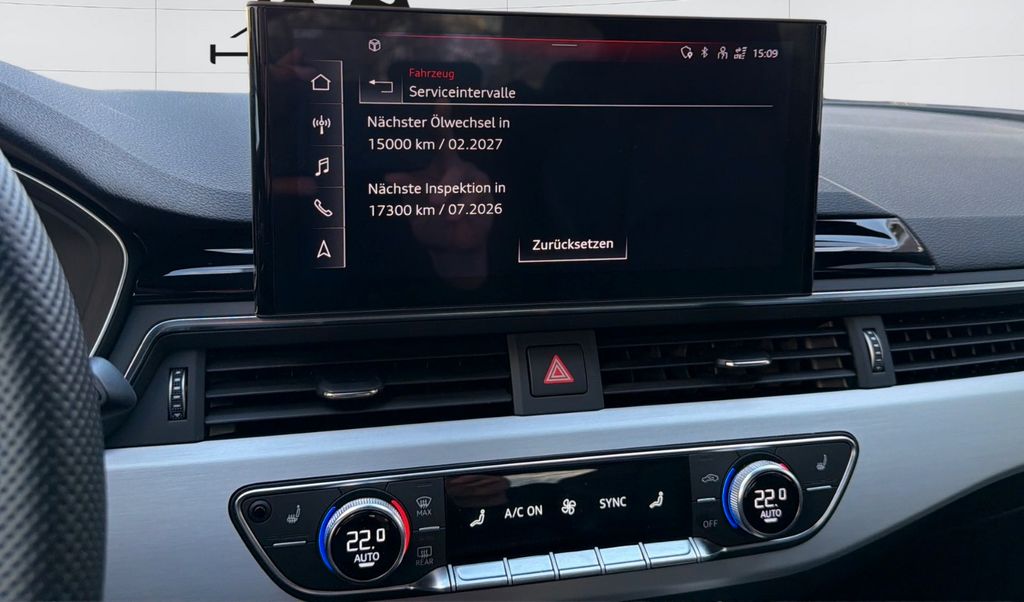 15:09
Fahrzeug
Serviceintervalle
Nächster Ölwechsel in
15000 km / 02.2027
Nächste Inspektion in
17300 km / 07.2026
Zurücksetzen
MAX
A/C ON
SYNC
OFF
22.0
AUTO
22.0
AUTO
REAR